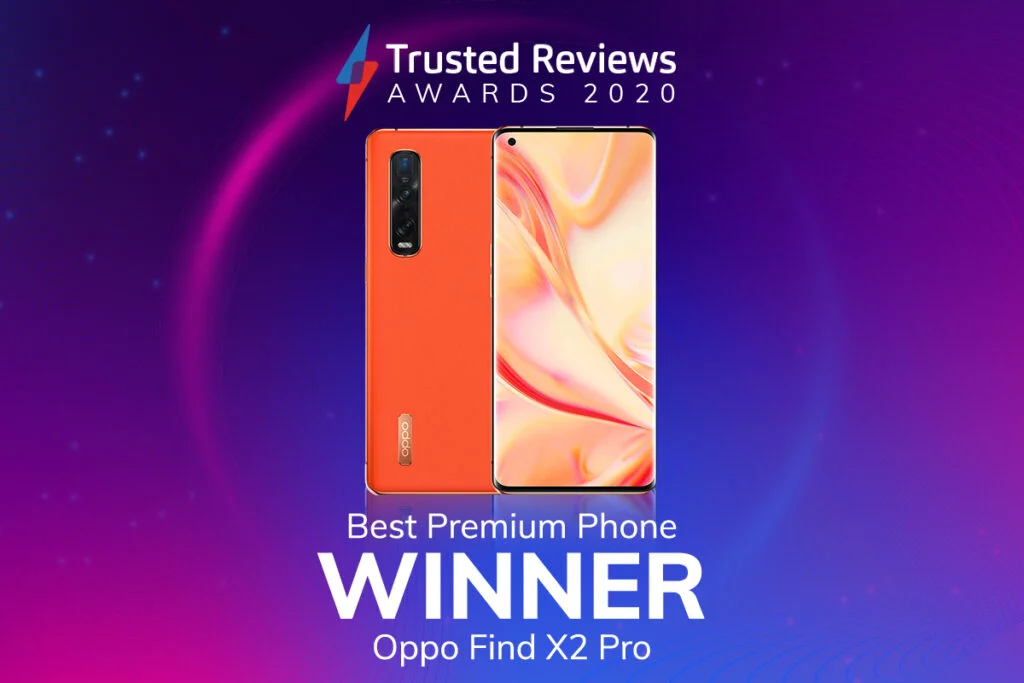 Trusted Reviews
AWARDS 2020
oppo
Best Premium Phone
WINNER
Oppo Find X2 Pro